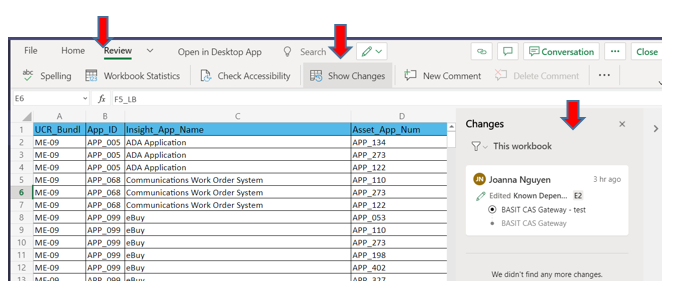 File Home Review Open in Desktop App Search Conversation ... Close
abc Spelling Workbook Statistics Check Accessibility Show Changes New Comment Delete Comment ...
E6 fx F5_LB
A B C D
1 UCR_Bundl App_ID Insight_App_Name Asset_App_Num
2 ME-09 APP_005 ADA Application APP_134
3 ME-09 APP_005 ADA Application APP_273
4 ME-09 APP_005 ADA Application APP_122
5 ME-09 APP_068 Communications Work Order System APP_110
6 ME-09 APP_068 Communications Work Order System APP_273
7 ME-09 APP_068 Communications Work Order System APP_122
8 ME-09 APP_099 eBuy APP_053
9 ME-09 APP_099 eBuy APP_110
10 ME-09 APP_099 eBuy APP_273
11 ME-09 APP_099 eBuy APP_198
12 ME-09 APP_099 eBuy APP_402
13 ME-09 APP_099 eBuy APP_327
Changes
This workbook
JN Joanna Nguyen 3 hr ago
Edited Known Depen... E2
BASIT CAS Gateway - test
BASIT CAS Gateway
We didn't find any more changes.